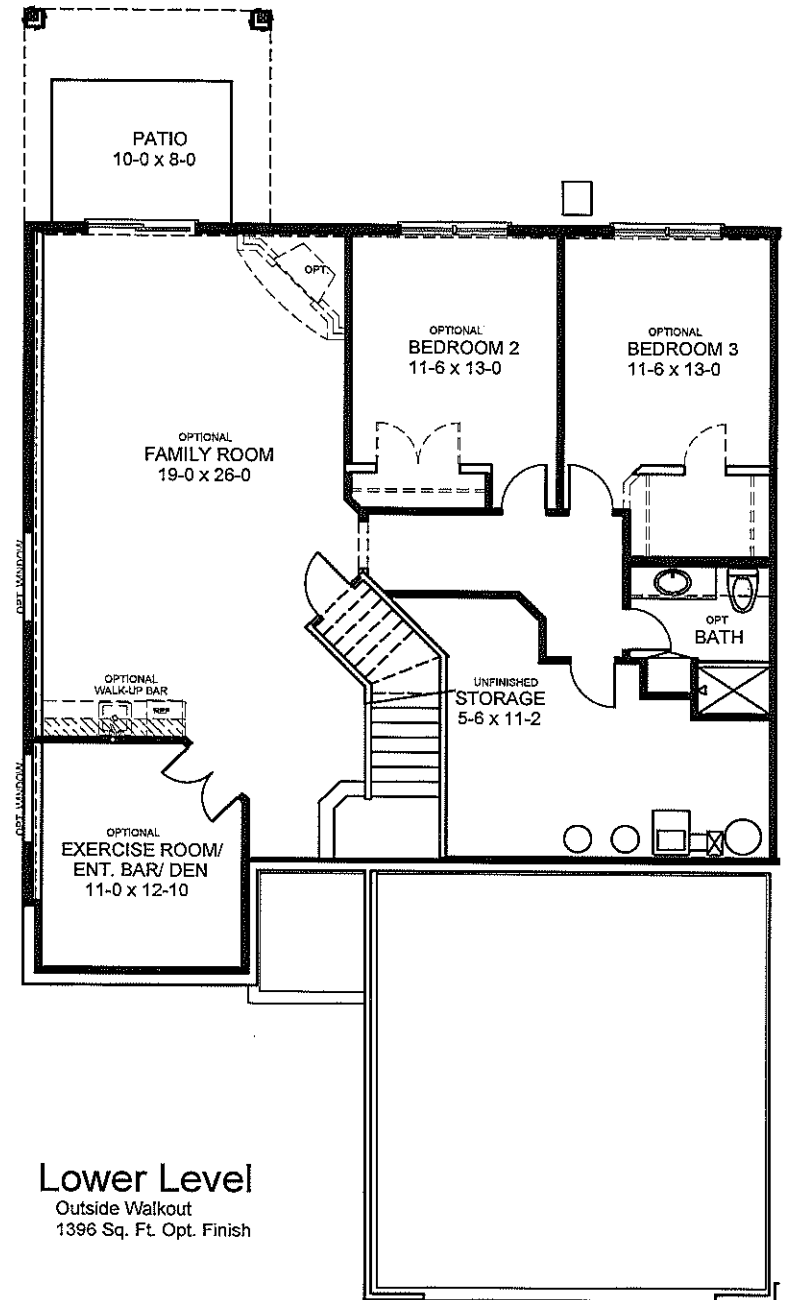 PATIO
10-0 x 8-0
OPT.
OPTIONAL
BEDROOM 2
11-6 x 13-0
OPTIONAL
BEDROOM 3
11-6 x 13-0
OPTIONAL
FAMILY ROOM
19-0 x 26-0
OPT. WINDOW
OPT
BATH
OPTIONAL
WALK-UP BAR
REF
UNFINISHED
STORAGE
5-6 x 11-2
OPT. WINDOW
OPTIONAL
EXERCISE ROOM/
ENT. BAR/ DEN
11-0 x 12-10
Lower Level
Outside Walkout
1396 Sq. Ft. Opt. Finish